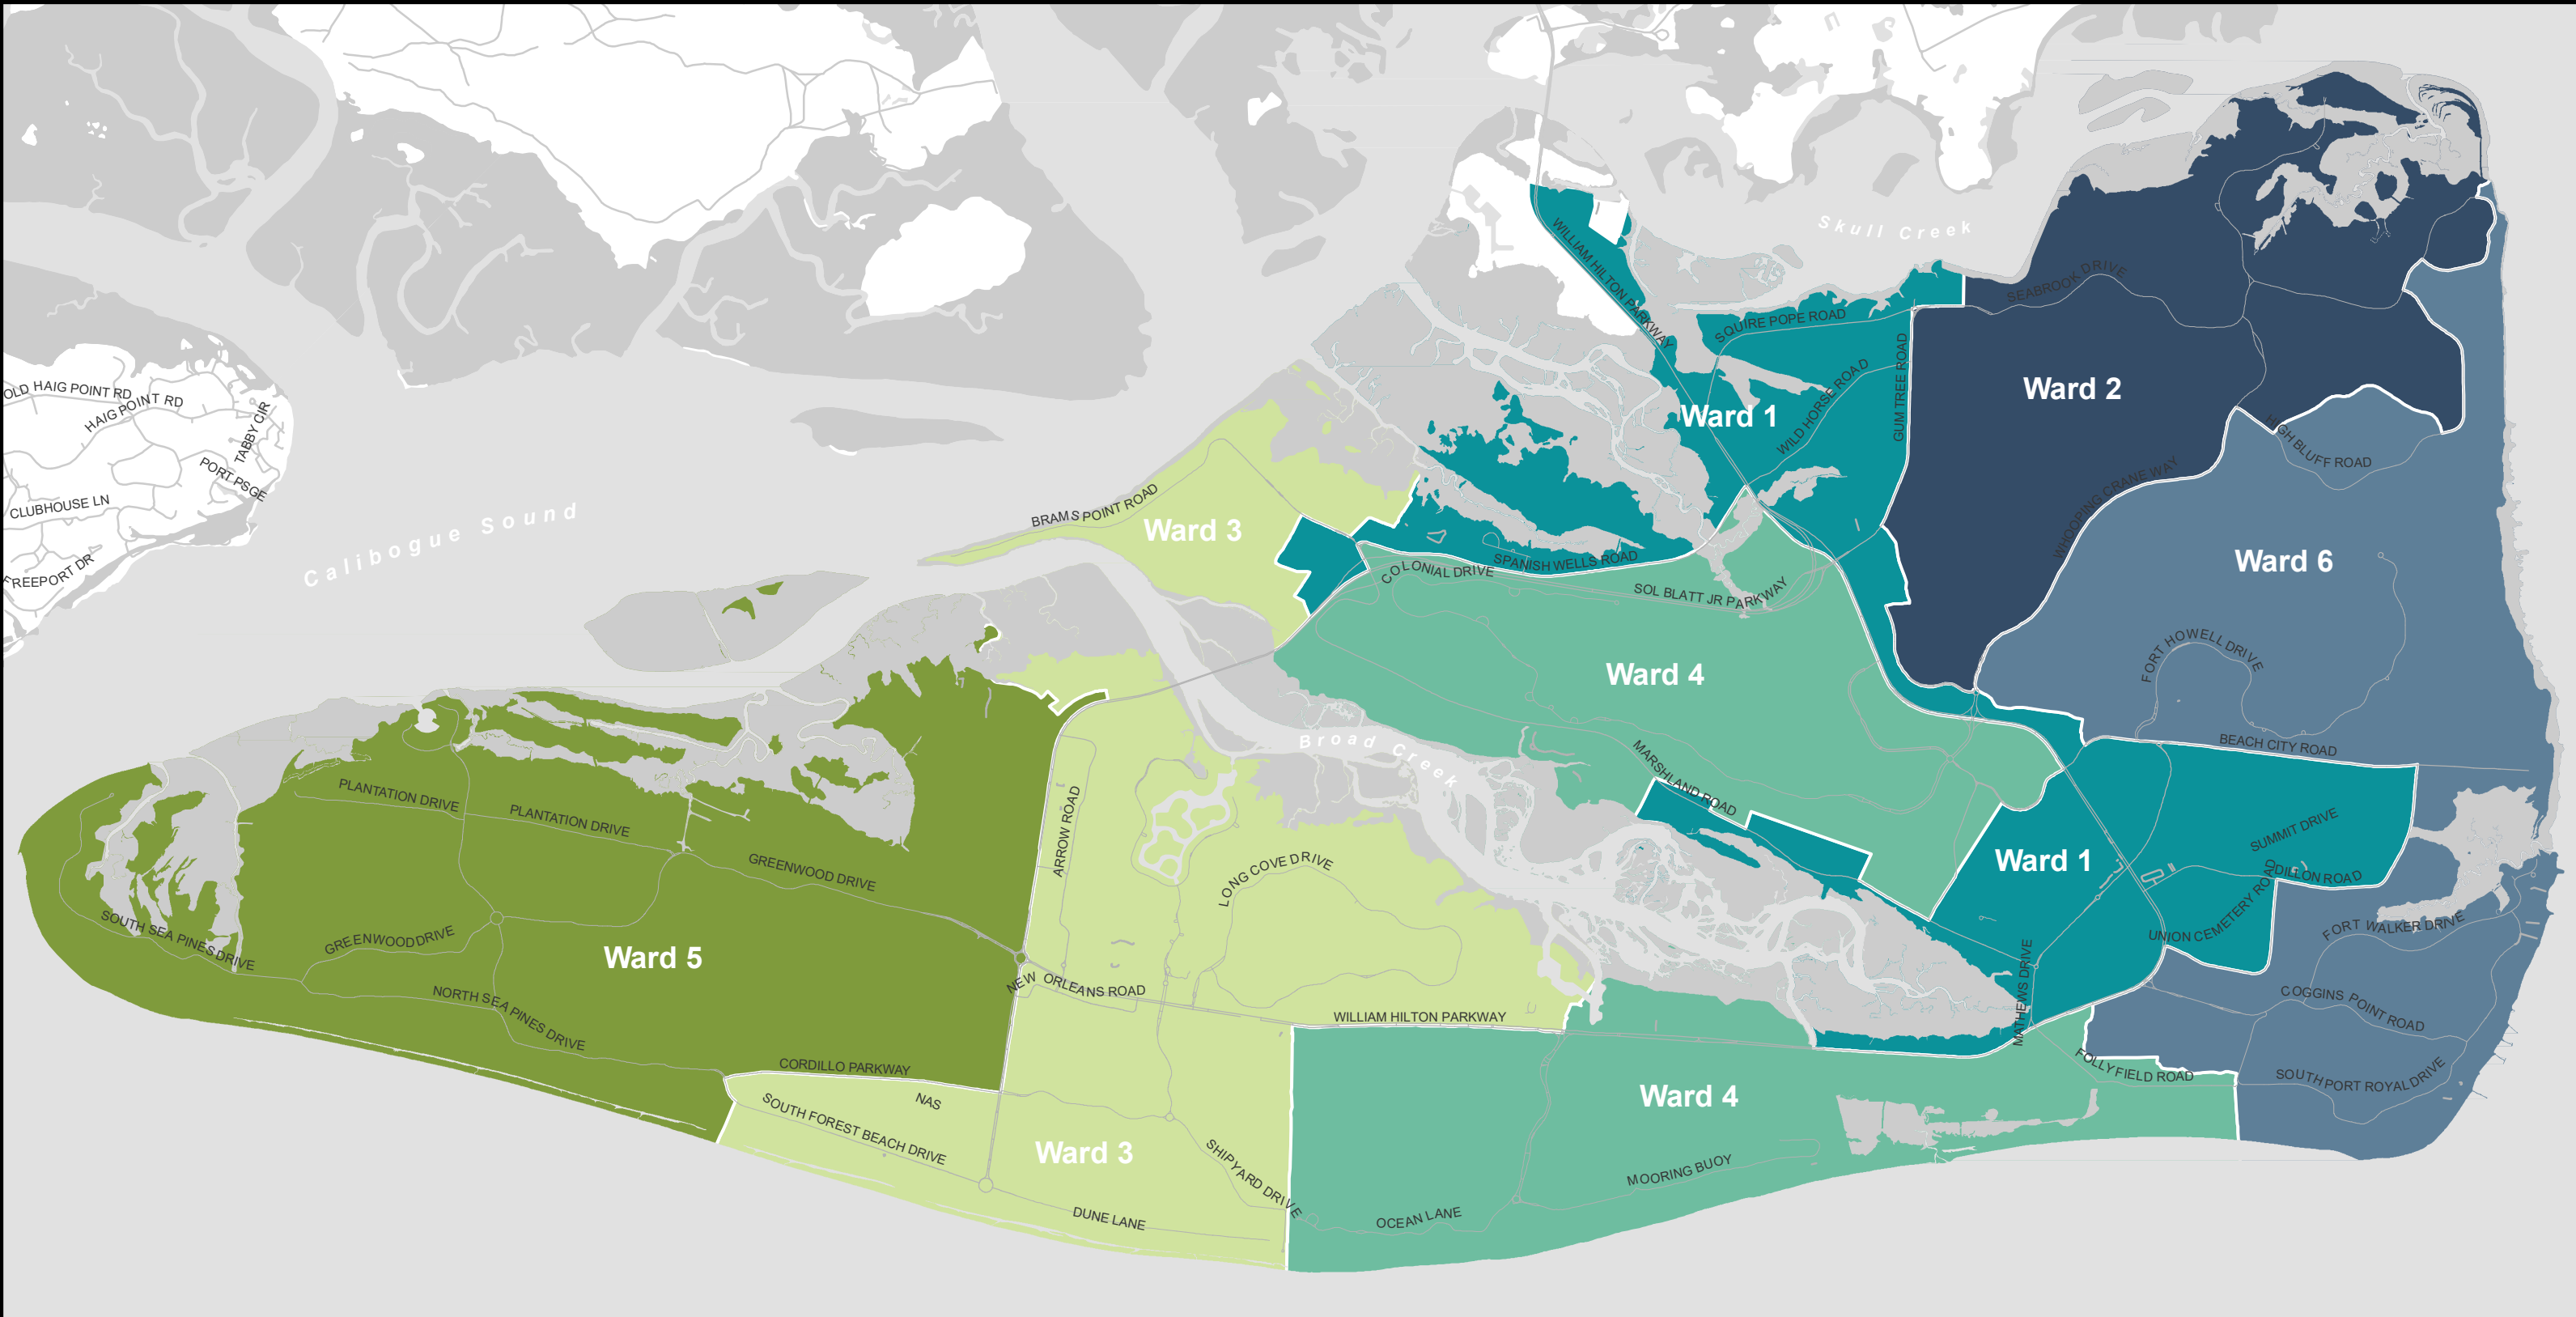 Skull Creek
WILLIAM HILTON PARKWAY
SEABROOK DRIVE
SQUIRE POPE ROAD
GUM TREE ROAD
Ward 2
OLD HAIG POINT RD
HAIG POINT RD
TABBY CIR
Ward 1
WILD HORSE ROAD
HIGH BLUFF ROAD
PORT PSGE
CLUBHOUSE LN
Calibogue Sound
BRAMS POINT ROAD
Ward 3
WHOOPING CRANE WAY
Ward 6
FREEPORT DR
COLONIAL DRIVE
SPANISH WELLS ROAD
SOL BLATT JR PARKWAY
Ward 4
FORT HOWELL DRIVE
Broad Creek
MARSHLAND ROAD
BEACH CITY ROAD
PLANTATION DRIVE
PLANTATION DRIVE
ARROW ROAD
GREENWOOD DRIVE
LONG COVE DRIVE
Ward 1
SUMMIT DRIVE
DILLON ROAD
UNION CEMETERY ROAD
SOUTH SEA PINES DRIVE
GREENWOOD DRIVE
Ward 5
FORT WALKER DRIVE
NEW ORLEANS ROAD
NORTH SEA PINES DRIVE
MATHEWS DRIVE
COGGINS POINT ROAD
WILLIAM HILTON PARKWAY
CORDILLO PARKWAY
FOLLYFIELD ROAD
SOUTH PORT ROYAL DRIVE
NAS
SOUTH FOREST BEACH DRIVE
Ward 4
Ward 3
SHIPYARD DRIVE
MOORING BUOY
DUNE LANE
OCEAN LANE